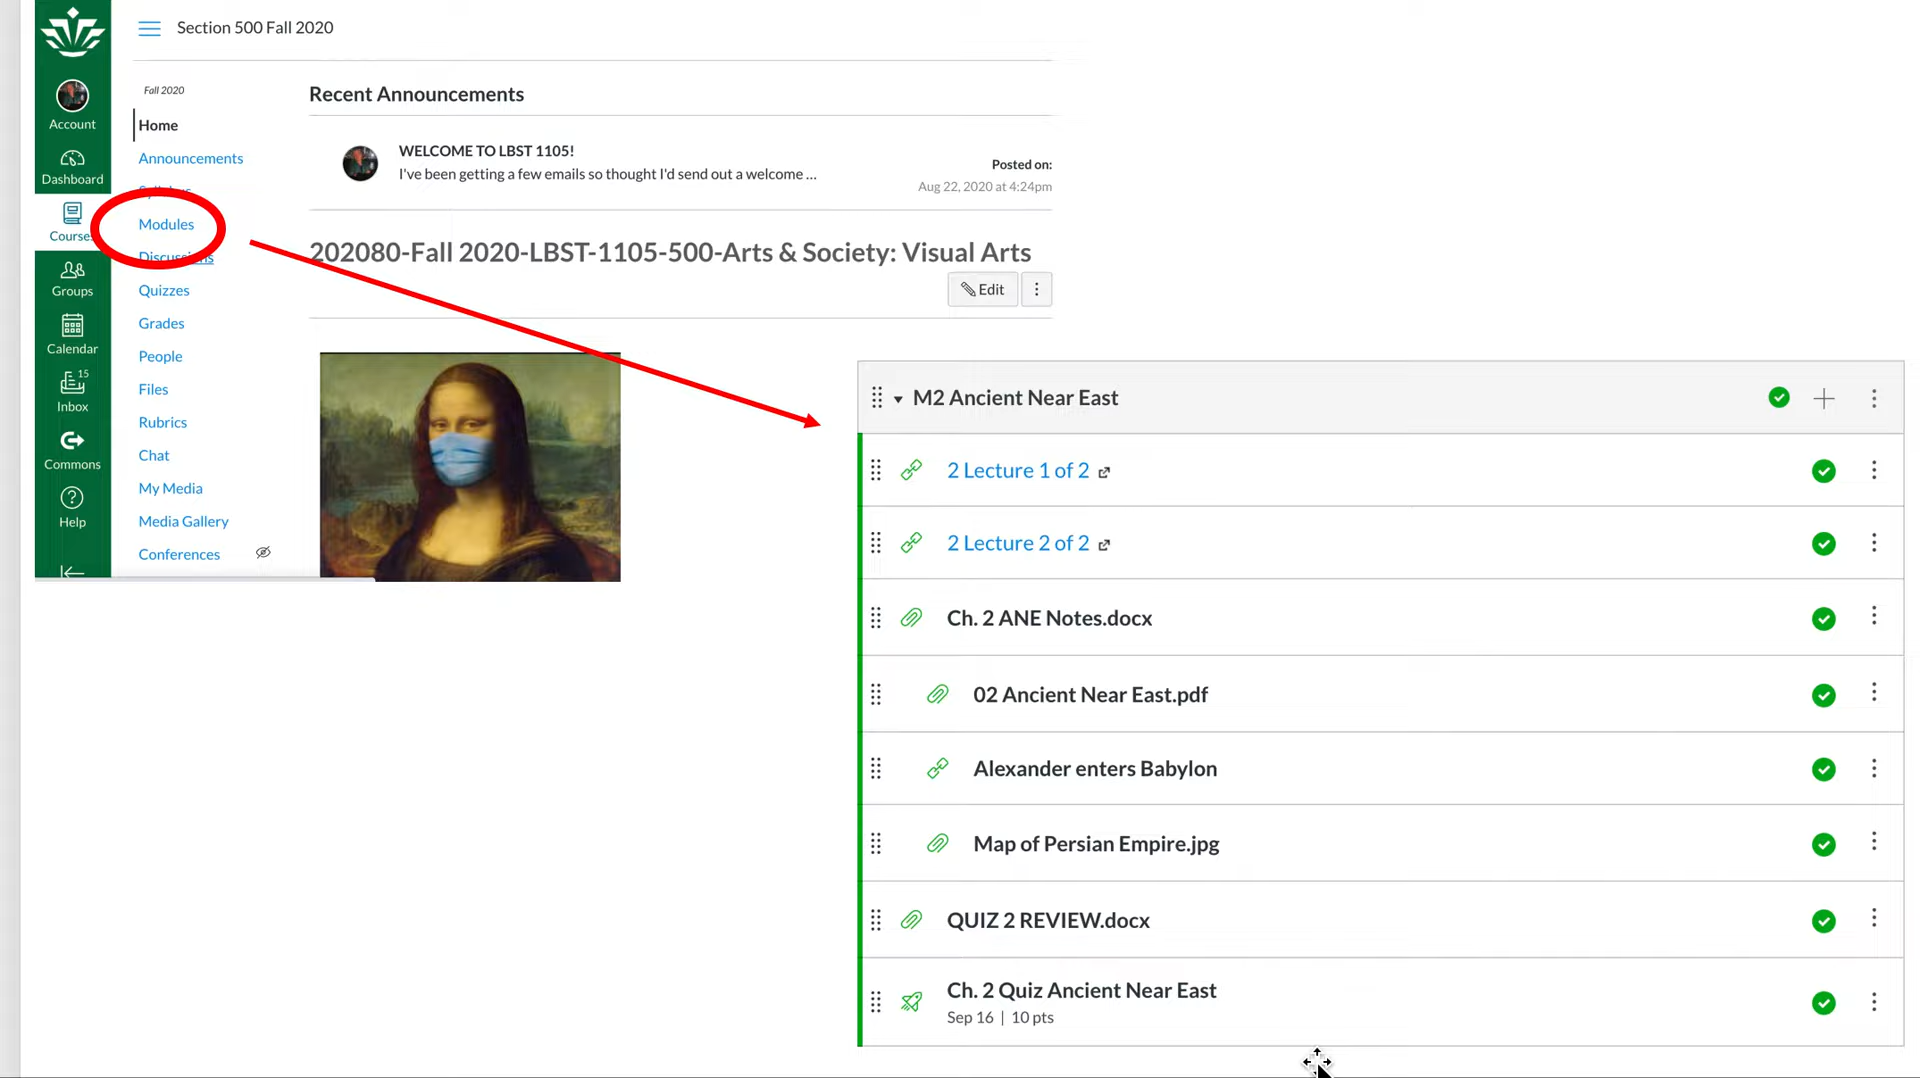 Section 500 Fall 2020
Account
Dashboard
Courses
Groups
Calendar
15
Inbox
Commons
Help
Fall 2020
Home
Announcements
Syllabus
Modules
Discussions
Quizzes
Grades
People
Files
Rubrics
Chat
My Media
Media Gallery
Conferences
Recent Announcements
WELCOME TO LBST 1105!
I've been getting a few emails so thought I'd send out a welcome ...
Posted on:
Aug 22, 2020 at 4:24pm
202080-Fall 2020-LBST-1105-500-Arts & Society: Visual Arts
Edit
M2 Ancient Near East
2 Lecture 1 of 2
2 Lecture 2 of 2
Ch. 2 ANE Notes.docx
02 Ancient Near East.pdf
Alexander enters Babylon
Map of Persian Empire.jpg
QUIZ 2 REVIEW.docx
Ch. 2 Quiz Ancient Near East
Sep 16 | 10 pts